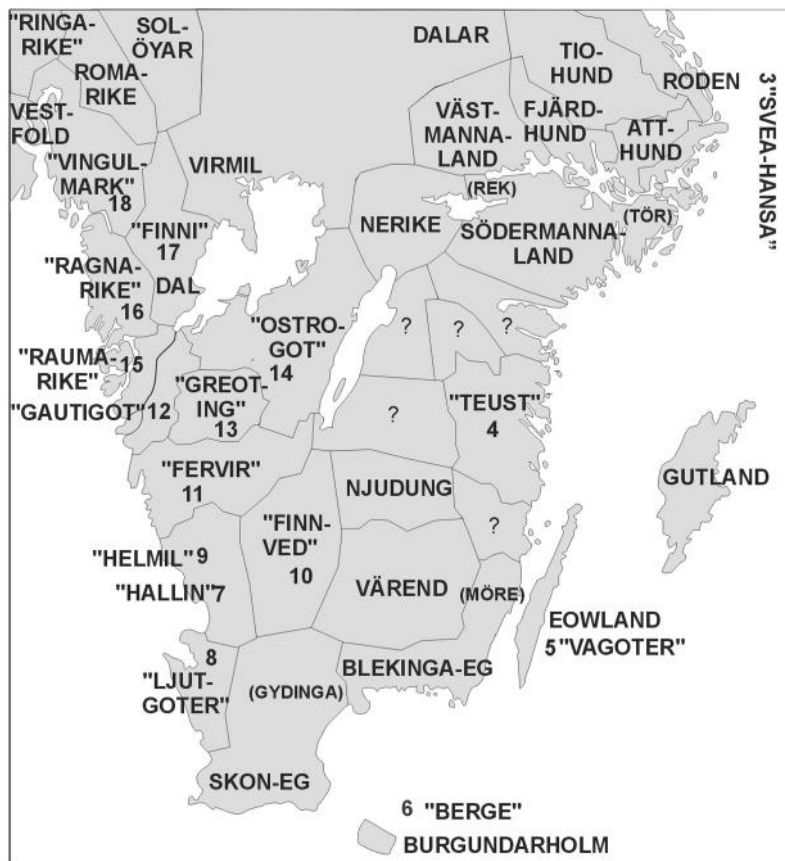 "RINGA-
RIKE"
SOL-
ÖYAR
ROMA-
RIKE
VEST-
FOLD
"VINGUL-
MARK"
18
VIRMIL
DALAR
TIO-
HUND
RODEN
VÄST-
MANNA-
LAND
FJÄRD-
HUND
ATT-
HUND
3"SVEA-HANSA"
(REK)
NERIKE
SÖDERMANNA-
LAND
(TÖR)
"FINNI"
17
DAL
"RAGNA-
RIKE"
16
"RAUMA-
RIKE"
15
"GAUTIGOT"12
"OSTRO-
GOT"
14
"GREOT-
ING"
13
?
?
?
?
"TEUST"
4
GUTLAND
"FERVIR"
11
NJUDUNG
?
"FINN-
VED"
10
"HELMIL" 9
"HALLIN" 7
VÄREND
(MÖRE)
EOWLAND
5"VAGOTER"
8
"LJUT-
GOTER"
(GYDINGA)
BLEKINGA-EG
SKON-EG
6 "BERGE"
BURGUNDARHOLM